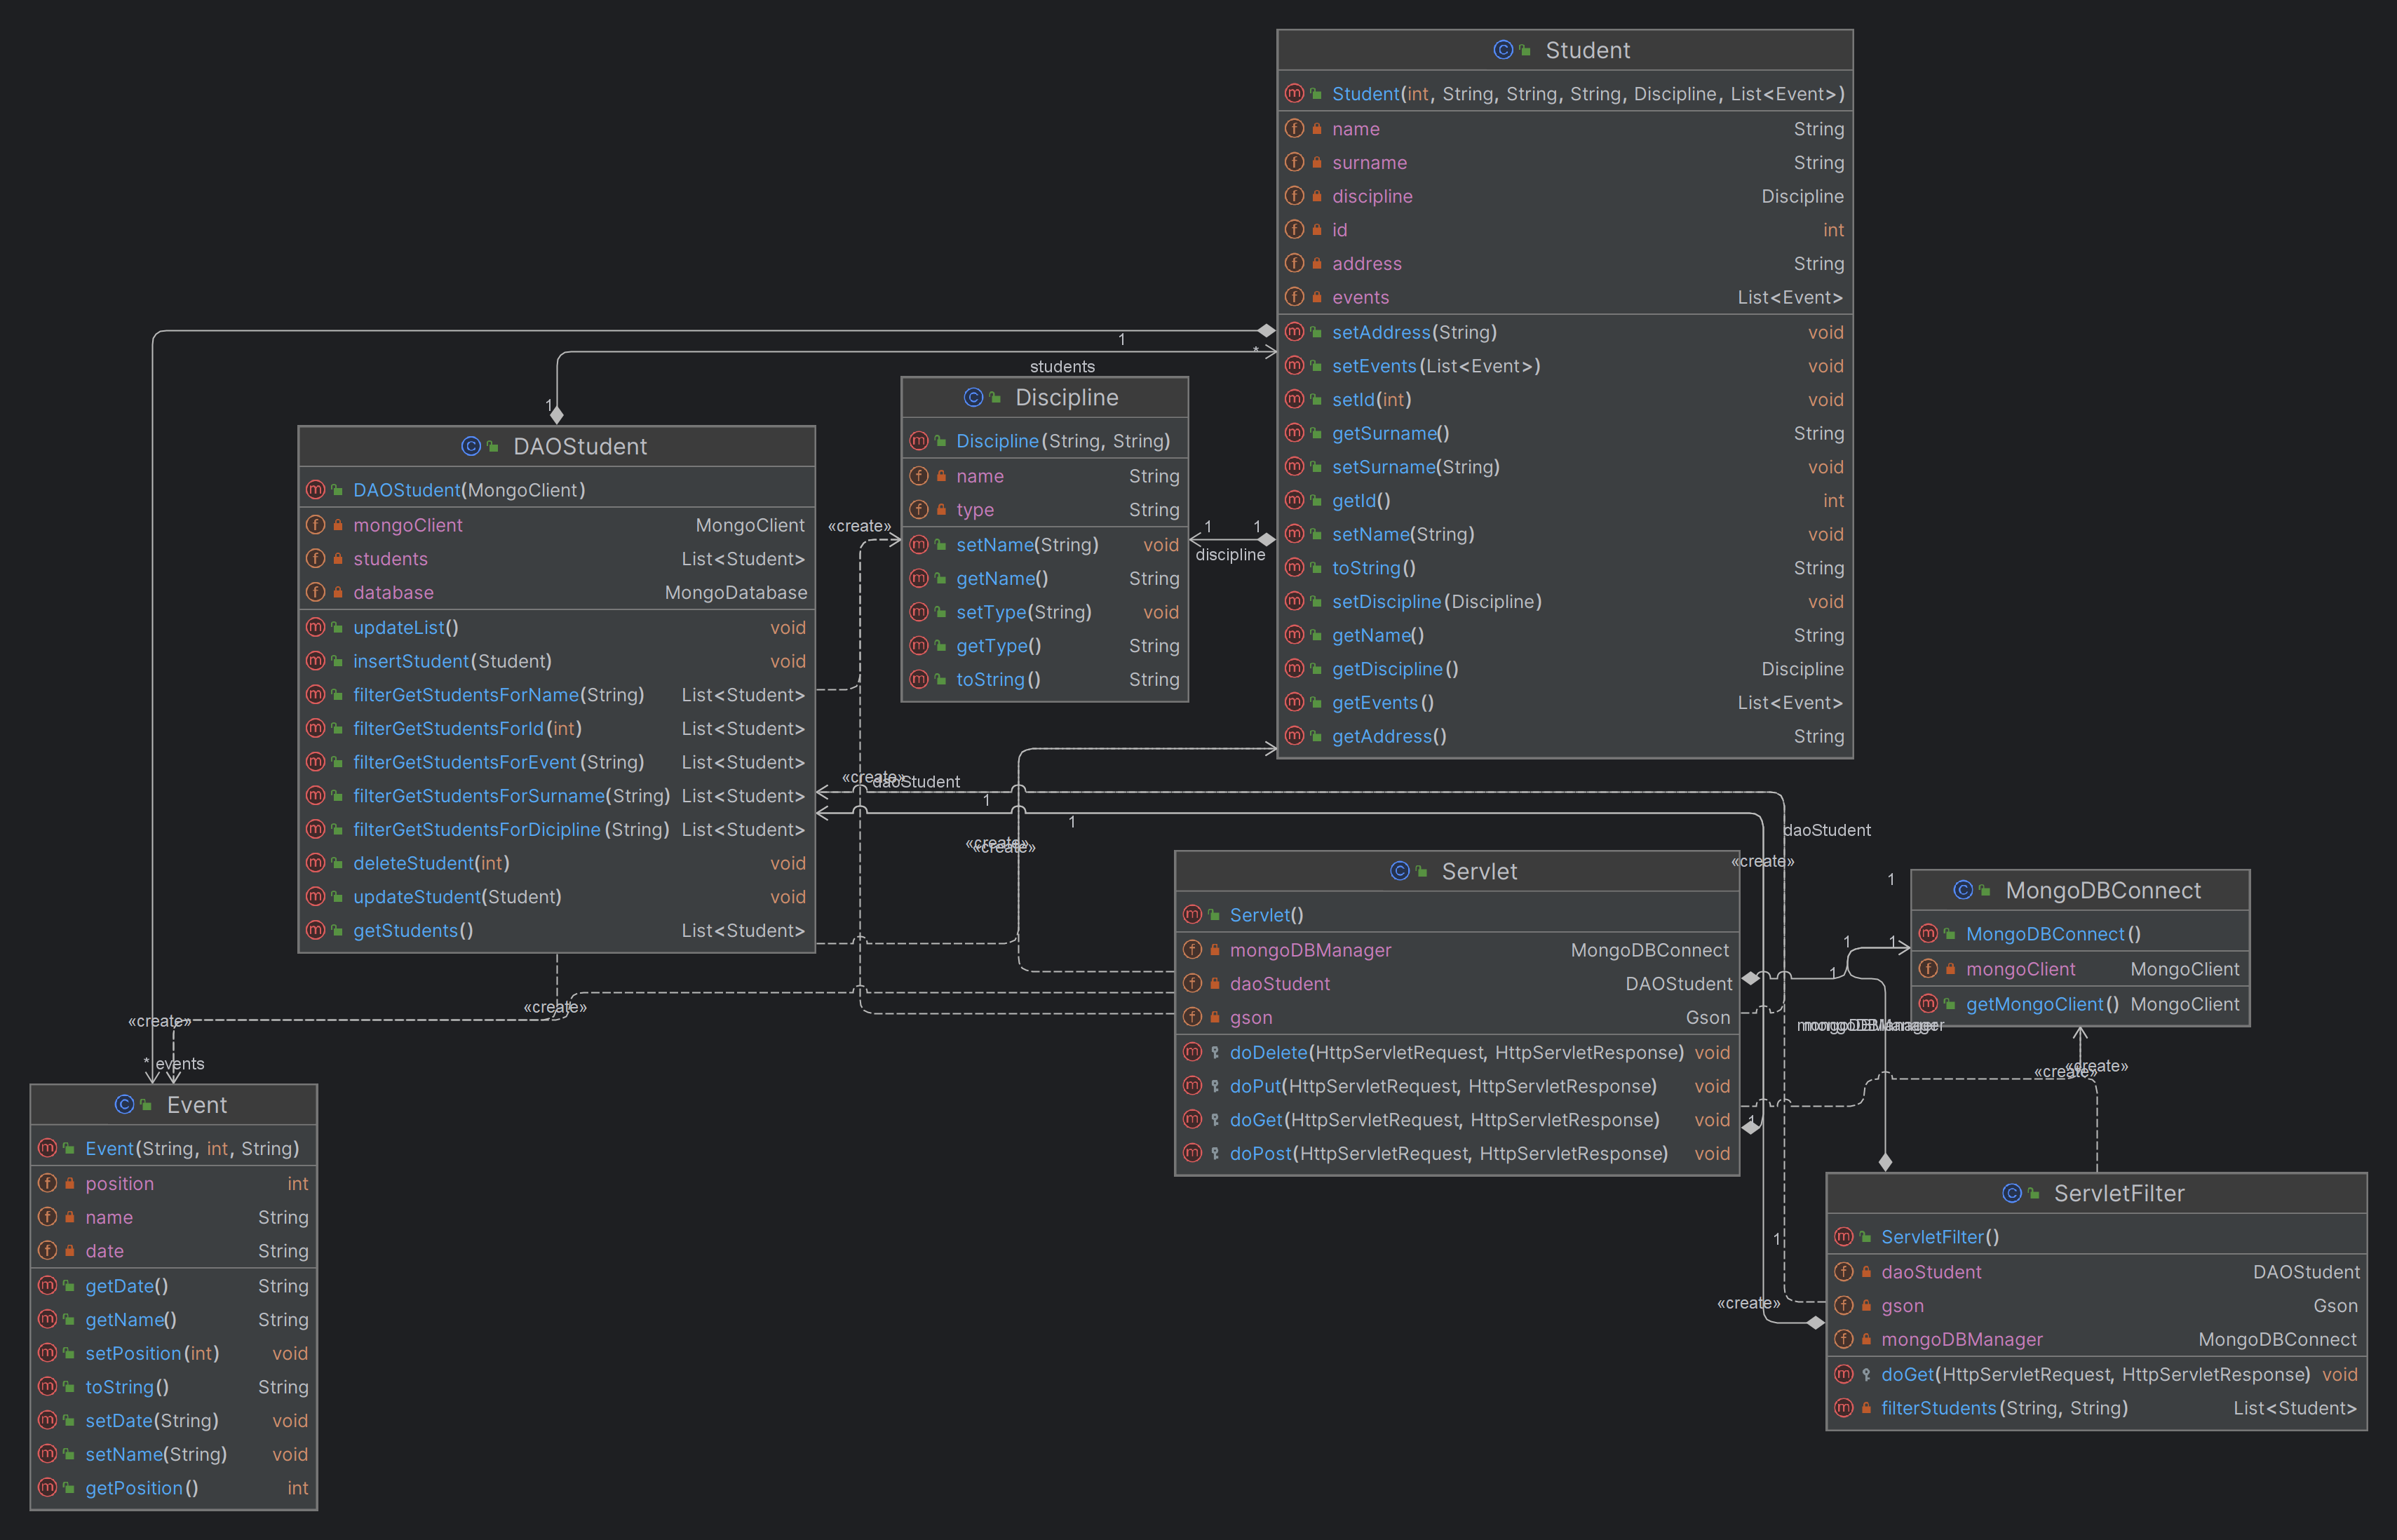 Student
Student(int, String, String, String, Discipline, List<Event>)
name String
surname String
discipline Discipline
id int
address String
events List<Event>
setAddress(String) void
setEvents(List<Event>) void
setId(int) void
getSurname() String
setSurname(String) void
getId() int
setName(String) void
toString() String
setDiscipline(Discipline) void
getName() String
getDiscipline() Discipline
getEvents() List<Event>
getAddress() String
1
*
students
1
Discipline
Discipline(String, String)
name String
type String
setName(String) void
getName() String
setType(String) void
getType() String
toString() String
«create»
1 1
discipline
DAOStudent
DAOStudent(MongoClient)
mongoClient MongoClient
students List<Student>
database MongoDatabase
updateList() void
insertStudent(Student) void
filterGetStudentsForName(String) List<Student>
filterGetStudentsForId(int) List<Student>
filterGetStudentsForEvent(String) List<Student>
filterGetStudentsForSurname(String) List<Student>
filterGetStudentsForDicipline(String) List<Student>
deleteStudent(int) void
updateStudent(Student) void
getStudents() List<Student>
«create»
daoStudent
1
1
«create»
«create»
daoStudent
«create»
Servlet
Servlet()
mongoDBManager MongoDBConnect
daoStudent DAOStudent
gson Gson
doDelete(HttpServletRequest, HttpServletResponse) void
doPut(HttpServletRequest, HttpServletResponse) void
doGet(HttpServletRequest, HttpServletResponse) void
doPost(HttpServletRequest, HttpServletResponse) void
1
1
1 1
1
MongoDBConnect
MongoDBConnect()
mongoClient MongoClient
getMongoClient() MongoClient
mongoDBManager
mongoDBManager
«create»
«create»
«create»
«create»
* events
Event
Event(String, int, String)
position int
name String
date String
getDate() String
getName() String
setPosition(int) void
toString() String
setDate(String) void
setName(String) void
getPosition() int
1
«create»
ServletFilter
ServletFilter()
daoStudent DAOStudent
gson Gson
mongoDBManager MongoDBConnect
doGet(HttpServletRequest, HttpServletResponse) void
filterStudents(String, String) List<Student>